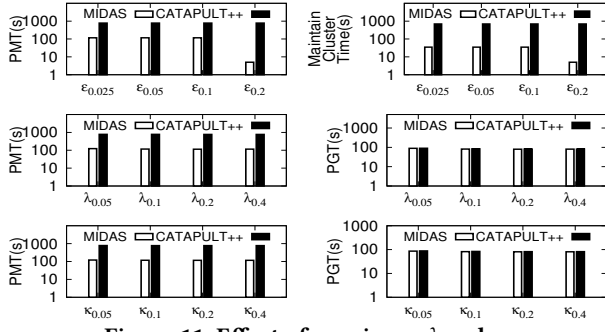 MIDAS CATAPULT++
PMT(s)
1000
100
10
1
ε0.025 ε0.05 ε0.1 ε0.2
MIDAS CATAPULT++
Maintain
Cluster
Time(s)
1000
100
10
1
ε0.025 ε0.05 ε0.1 ε0.2
MIDAS CATAPULT++
PMT(s)
1000
100
10
1
λ0.05 λ0.1 λ0.2 λ0.4
MIDAS CATAPULT++
PGT(s)
1000
100
10
1
λ0.05 λ0.1 λ0.2 λ0.4
MIDAS CATAPULT++
PMT(s)
1000
100
10
1
κ0.05 κ0.1 κ0.2 κ0.4
MIDAS CATAPULT++
PGT(s)
1000
100
10
1
κ0.05 κ0.1 κ0.2 κ0.4